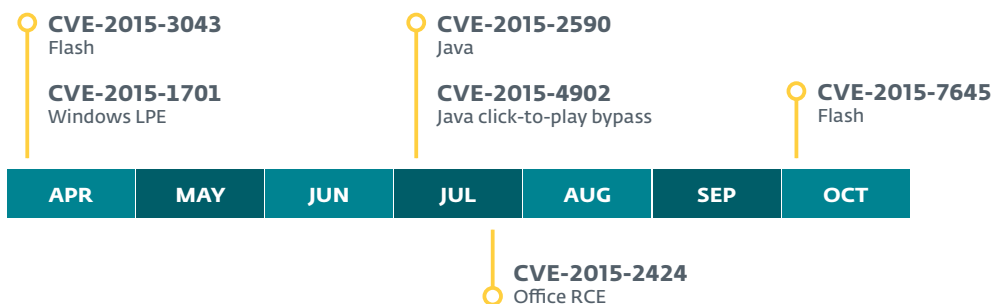 CVE-2015-3043
Flash
CVE-2015-1701
Windows LPE
CVE-2015-2590
Java
CVE-2015-4902
Java click-to-play bypass
CVE-2015-7645
Flash
APR MAY JUN JUL AUG SEP OCT
CVE-2015-2424
Office RCE